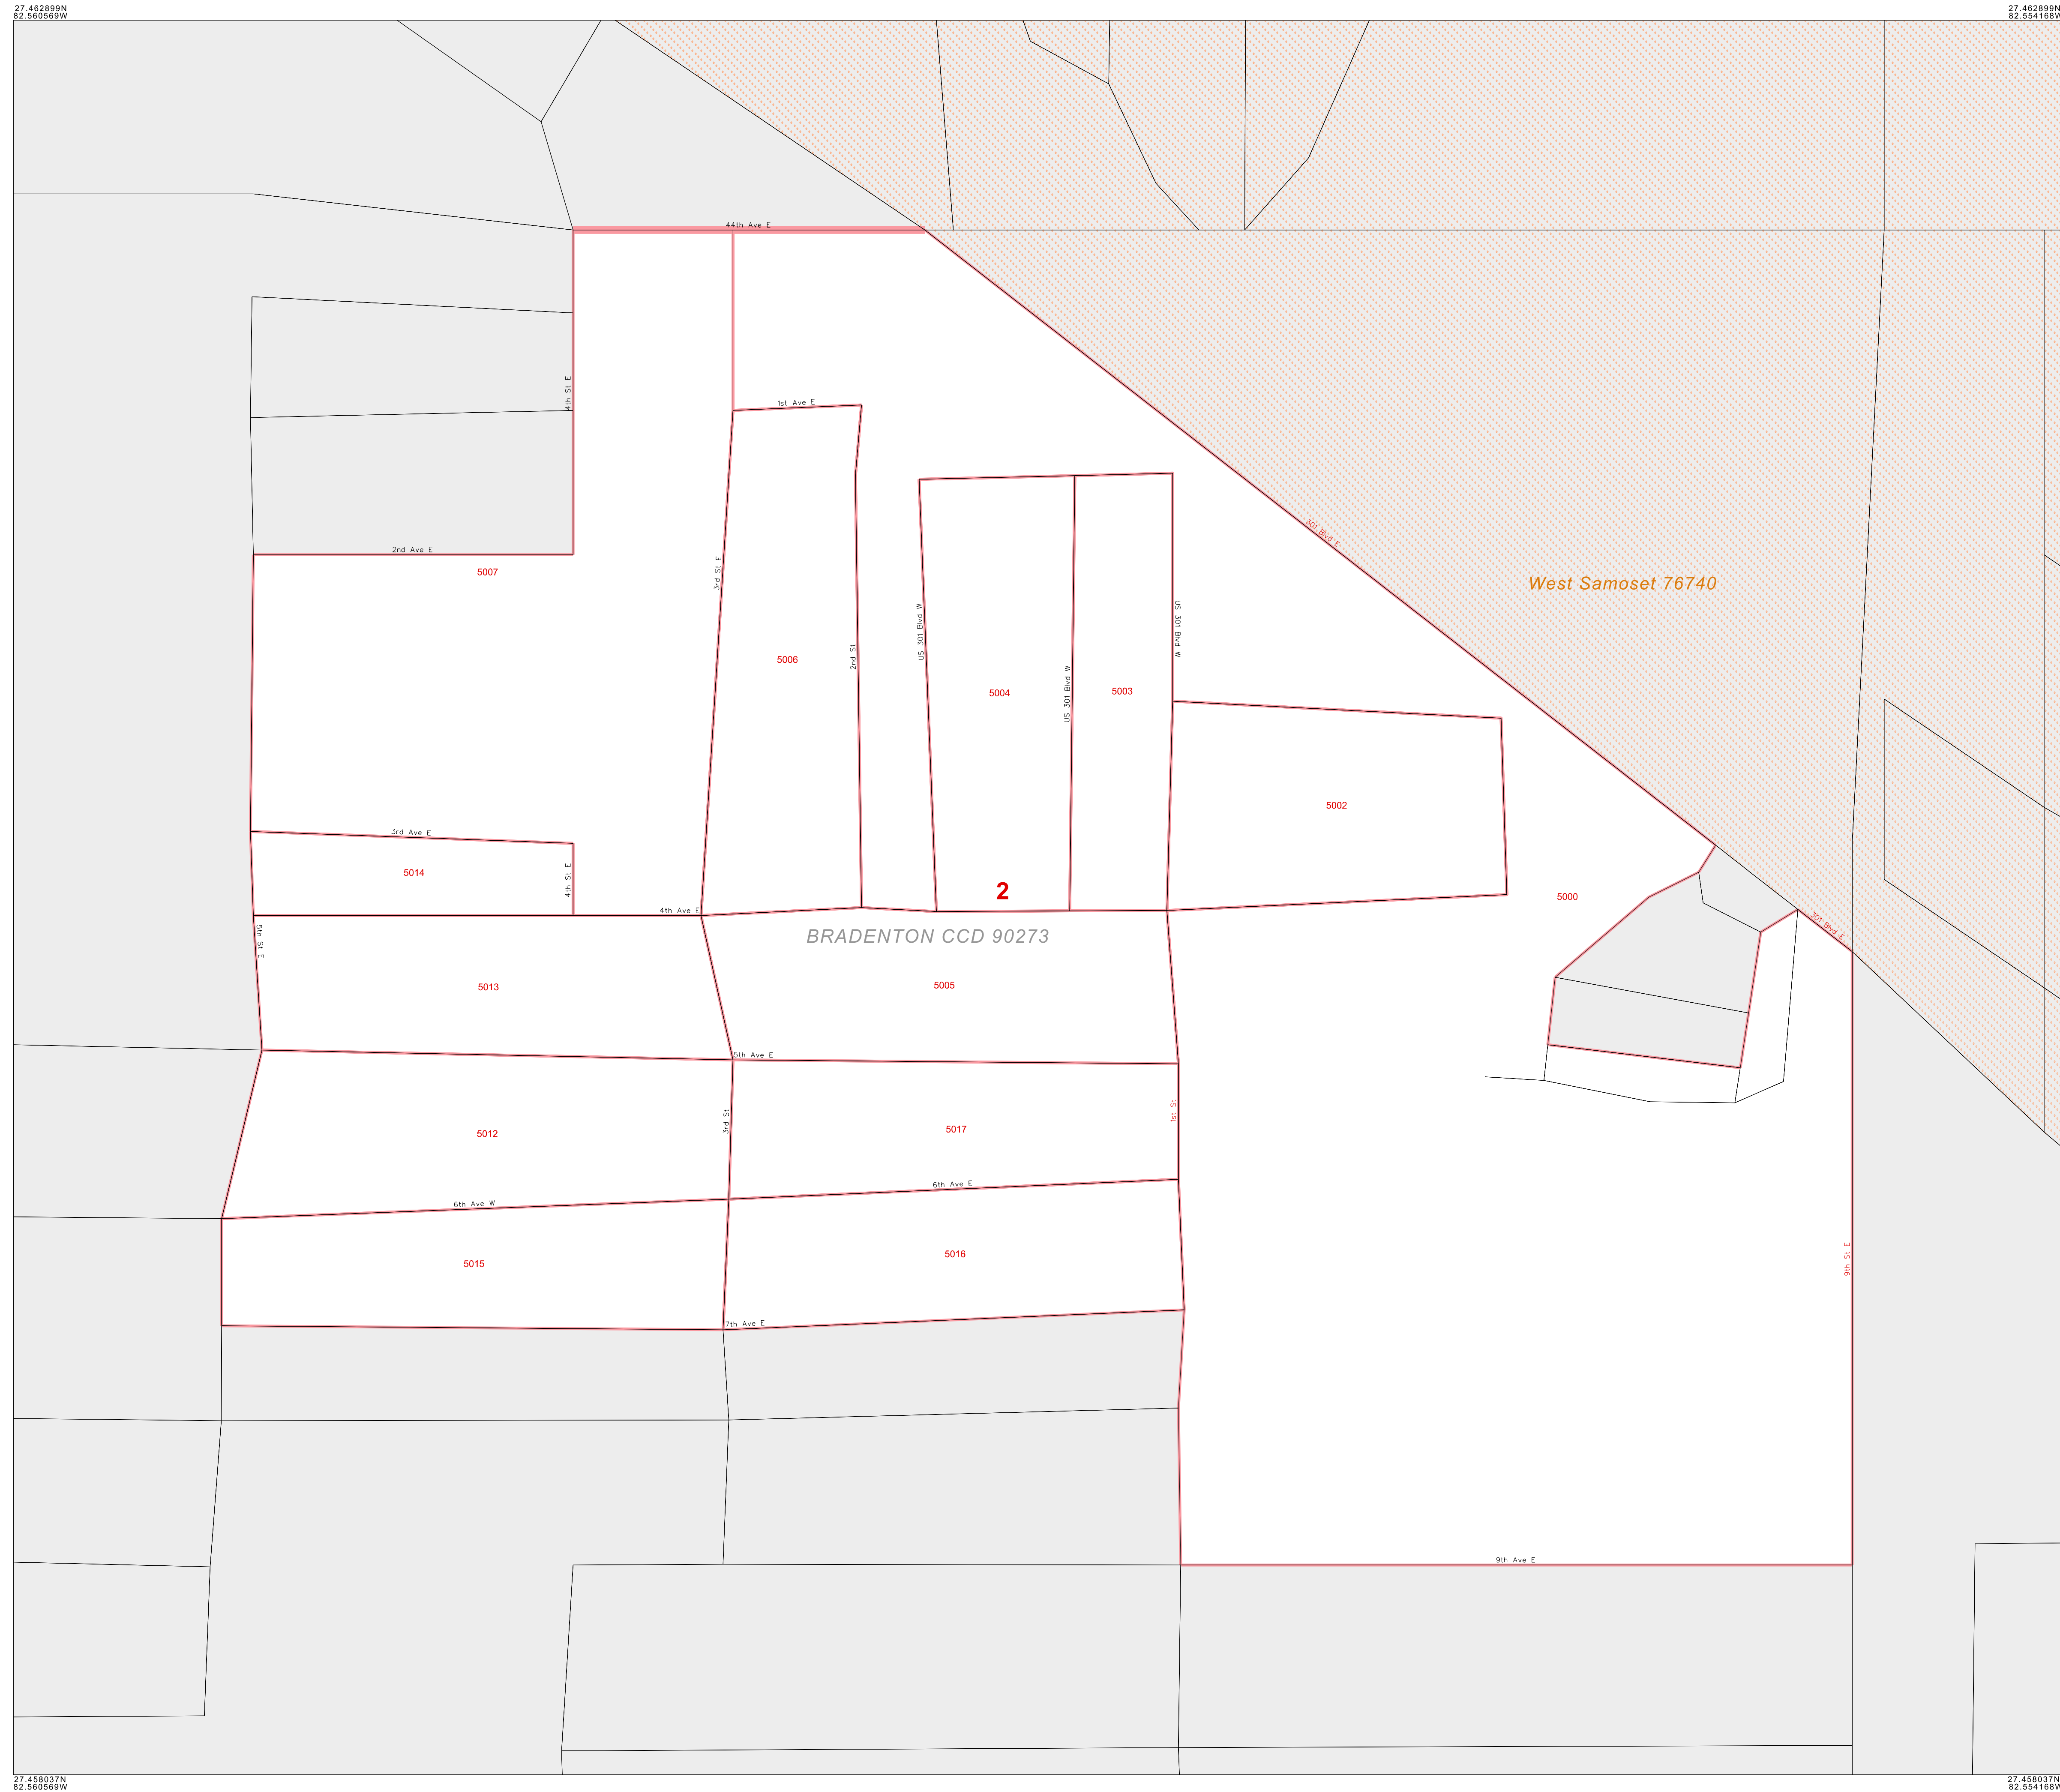 27.462899N
82.560569W
27.462899N
82.554168W
44th Ave E
4th St E
1st Ave E
301 Blvd E
2nd Ave E
5007
3rd St E
West Samoset 76740
US 301 Blvd W
US 301 Blvd W
2nd St
5006
US 301 Blvd W
5004
5003
5002
3rd Ave E
5014
4th St E
2
5000
4th Ave E
301 Blvd E
5th St E
BRADENTON CCD 90273
5013
5005
5th Ave E
1st St
3rd St
5012
5017
6th Ave W
6th Ave E
5015
5016
9th St E
7th Ave E
9th Ave E
27.458037N
82.560569W
27.458037N
82.554168W